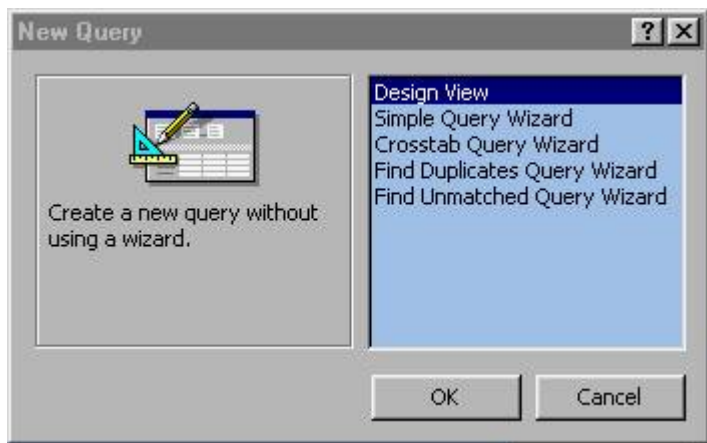 New Query
Create a new query without
using a wizard.
Design View
Simple Query Wizard
Crosstab Query Wizard
Find Duplicates Query Wizard
Find Unmatched Query Wizard
OK
Cancel